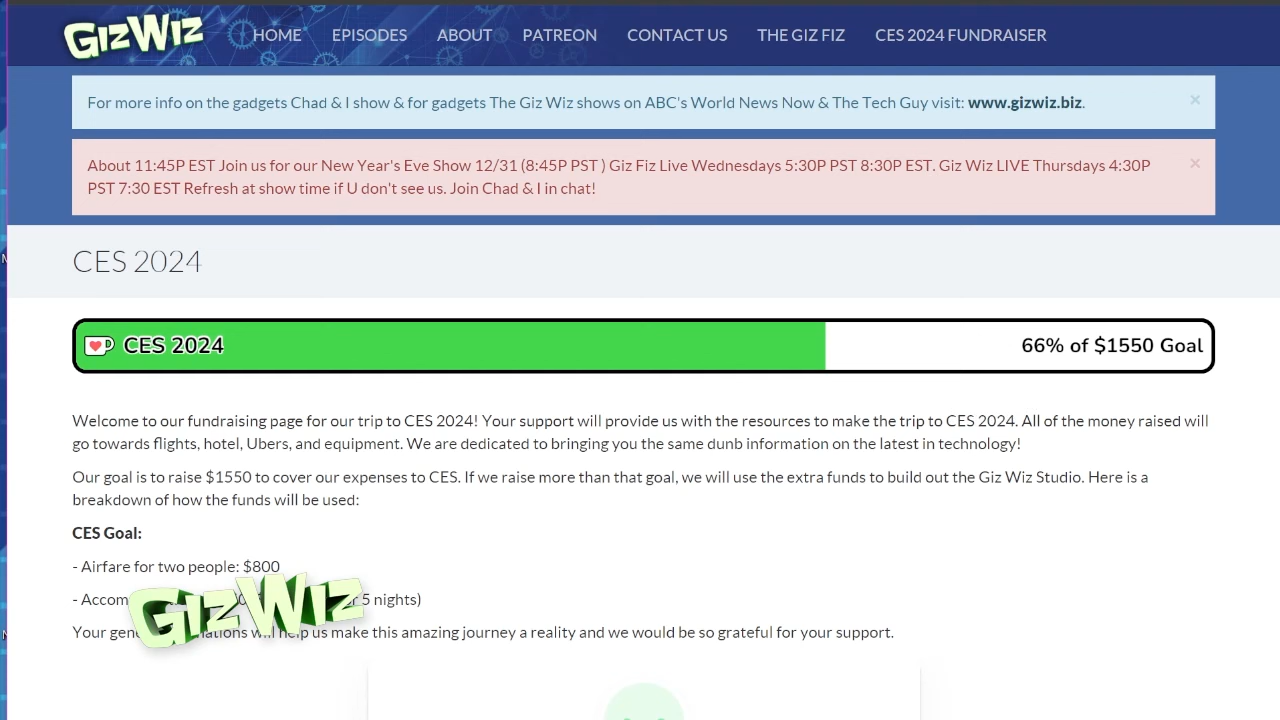 GizWiz
HOME EPISODES ABOUT PATREON CONTACT US THE GIZ FIZ CES 2024 FUNDRAISER
For more info on the gadgets Chad & I show & for gadgets The Giz Wiz shows on ABC's World News Now & The Tech Guy visit: www.gizwiz.biz. ×
About 11:45P EST Join us for our New Year's Eve Show 12/31 (8:45P PST ) Giz Fiz Live Wednesdays 5:30P PST 8:30P EST. Giz Wiz LIVE Thursdays 4:30P ×
PST 7:30 EST Refresh at show time if U don't see us. Join Chad & I in chat!
CES 2024
CES 2024 66% of $1550 Goal
Welcome to our fundraising page for our trip to CES 2024! Your support will provide us with the resources to make the trip to CES 2024. All of the money raised will
go towards flights, hotel, Ubers, and equipment. We are dedicated to bringing you the same dunb information on the latest in technology!
Our goal is to raise $1550 to cover our expenses to CES. If we raise more than that goal, we will use the extra funds to build out the Giz Wiz Studio. Here is a
breakdown of how the funds will be used:
CES Goal:
- Airfare for two people: $800
- 5 nights)
Your will help us make this amazing journey a reality and we would be so grateful for your support.
GizWiz